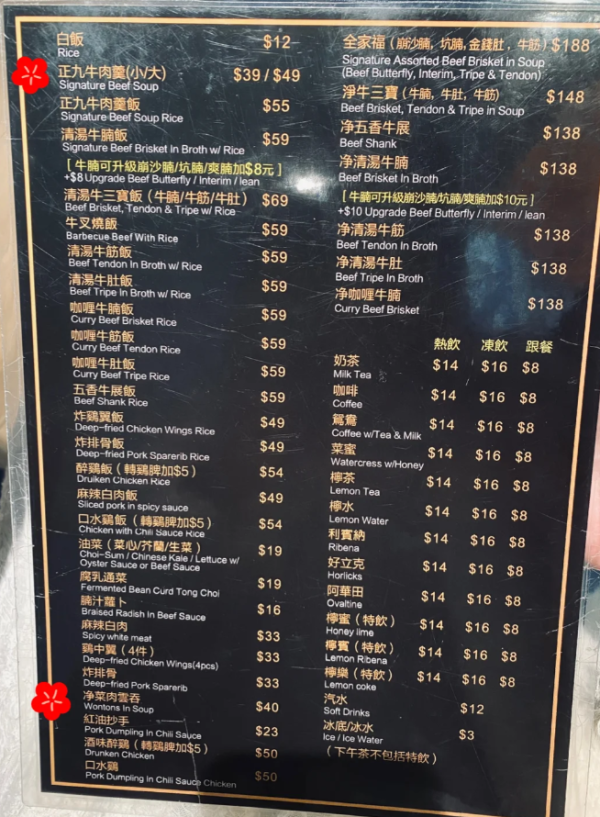 白飯 $12
Rice
正九牛肉羹(小/大) $39 / $49
Signature Beef Soup
正九牛肉羹飯 $55
Signature Beef Soup Rice
清湯牛腩飯 $59
Signature Beef Brisket In Broth w/ Rice
[ 牛腩可升級崩沙腩/坑腩/爽腩加$8元 ]
+$8 Upgrade Beef Butterfly / Interim / lean
清湯牛三寶飯 ( 牛腩/牛筋/牛肚 ) $69
Beef Brisket, Tendon & Tripe w/ Rice
牛叉燒飯 $59
Barbecue Beef With Rice
清湯牛筋飯 $59
Beef Tendon In Broth w/ Rice
清湯牛肚飯 $59
Beef Tripe In Broth w/ Rice
咖喱牛腩飯 $59
Curry Beef Brisket Rice
咖喱牛筋飯 $59
Curry Beef Tendon Rice
咖喱牛肚飯 $59
Curry Beef Tripe Rice
五香牛展飯 $59
Beef Shank Rice
炸鷄翼飯 $49
Deep-fried Chicken Wings Rice
炸排骨飯 $49
Deep-fried Pork Sparerib Rice
醉鷄飯 ( 轉鷄脾加$5 ) $54
Druiken Chicken Rice
麻辣白肉飯 $49
Sliced pork in spicy sauce
口水鷄飯 ( 轉鷄脾加$5 ) $54
Chicken with Chili Sauce Rice
油菜 ( 菜心/芥蘭/生菜 ) $19
Choi-Sum / Chinese Kale / Lettuce w/
Oyster Sauce or Beef Sauce
腐乳通菜 $19
Fermented Bean Curd Tong Choi
腩汁蘿卜 $16
Braised Radish In Beef Sauce
麻辣白肉 $33
Spicy white meat
鷄中翼 ( 4件 ) $33
Deep-fried Chicken Wings(4pcs)
炸排骨 $33
Deep-fried Pork Sparerib
净菜肉雲吞 $40
Wontons In Soup
紅油抄手 $23
Pork Dumpling In Chili Sauce
酒味醉鷄 ( 轉鷄脾加$5 ) $50
Drunken Chicken
口水鷄 $50
Pork Dumpling in Chili Sauce Chicken
全家福 ( 崩沙腩, 坑腩, 金錢肚 , 牛筋 ) $188
Signature Assorted Beef Brisket in Soup
(Beef Butterfly, Interim, Tripe & Tendon)
淨牛三寶 ( 牛腩, 牛肚, 牛筋) $148
Beef Brisket, Tendon & Tripe in Soup
净五香牛展 $138
Beef Shank
净清湯牛腩 $138
Beef Brisket In Broth
[ 牛腩可升級崩沙腩/坑腩/爽腩加$10元 ]
+$10 Upgrade Beef Butterfly / interim / lean
净清湯牛筋 $138
Beef Tendon In Broth
净清湯牛肚 $138
Beef Tripe In Broth
净咖喱牛腩 $138
Curry Beef Brisket
熱飲 凍飲 跟餐
奶茶 $14 $16 $8
Milk Tea
咖啡 $14 $16 $8
Coffee
鴛鴦 $14 $16 $8
Coffee w/Tea & Milk
菜蜜 $14 $16 $8
Watercress w/Honey
檸茶 $14 $16 $8
Lemon Tea
檸水 $14 $16 $8
Lemon Water
利賓納 $14 $16 $8
Ribena
好立克 $14 $16 $8
Horlicks
阿華田 $14 $16 $8
Ovaltine
檸蜜 ( 特飲 ) $14 $16 $8
Honey lime
檸賓 ( 特飲 ) $14 $16 $8
Lemon Ribena
檸樂 ( 特飲 ) $14 $16 $8
Lemon coke
汽水 $12
Soft Drinks
冰底/冰水 $3
Ice / Ice Water
( 下午茶不包括特飲 )